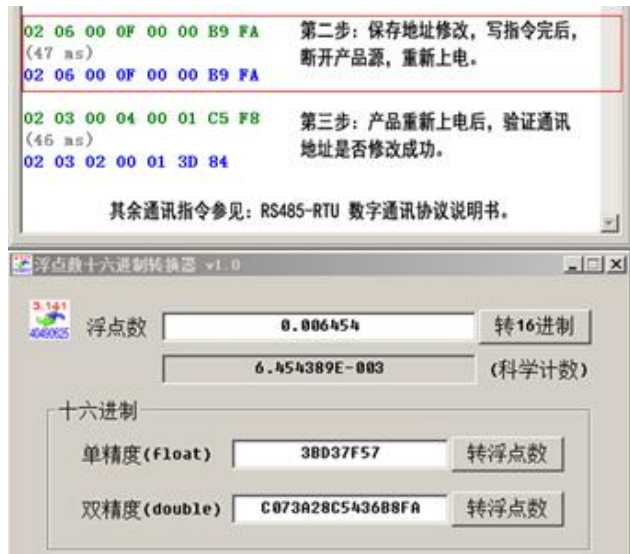 02 06 00 0F 00 00 B9 FA
(47 ms)
02 06 00 0F 00 00 B9 FA
第二步：保存地址修改，写指令完后，
断开产品源，重新上电。
02 03 00 04 00 01 C5 F8
(46 ms)
02 03 02 00 01 3D 84
第三步：产品重新上电后，验证通讯
地址是否修改成功。
其余通讯指令参见：RS485-RTU 数字通讯协议说明书。
浮点数十六进制转换器 v1.0
3.141
40490625
浮点数
0.006454
转16进制
6.454389E-003
(科学计数)
十六进制
单精度(float)
3BD37F57
转浮点数
双精度(double)
C073A28C5436B8FA
转浮点数